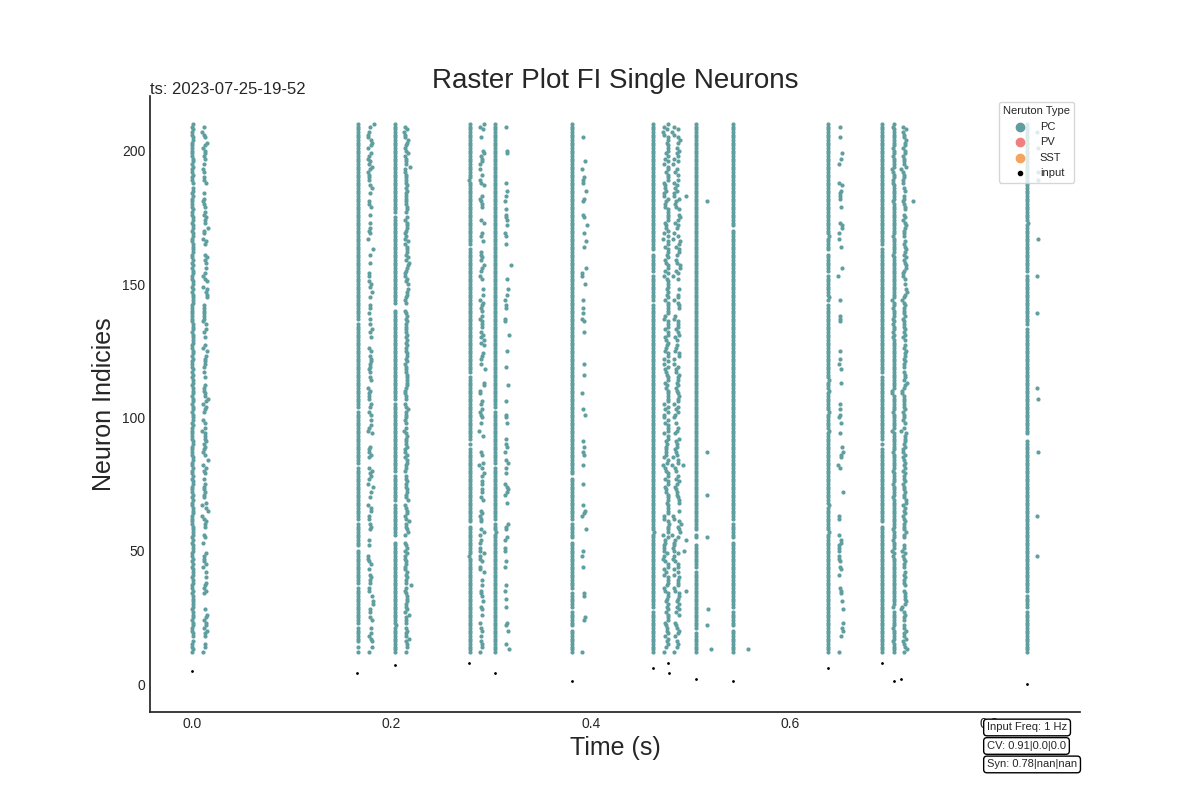 Raster Plot FI Single Neurons
ts: 2023-07-25-19-52
Neruton Type
PC
PV
SST
input
200
150
100
50
0
Neuron Indicies
0.0 0.2 0.4 0.6
Time (s)
Input Freq: 1 Hz
CV: 0.91|0.0|0.0
Syn: 0.78|nan|nan